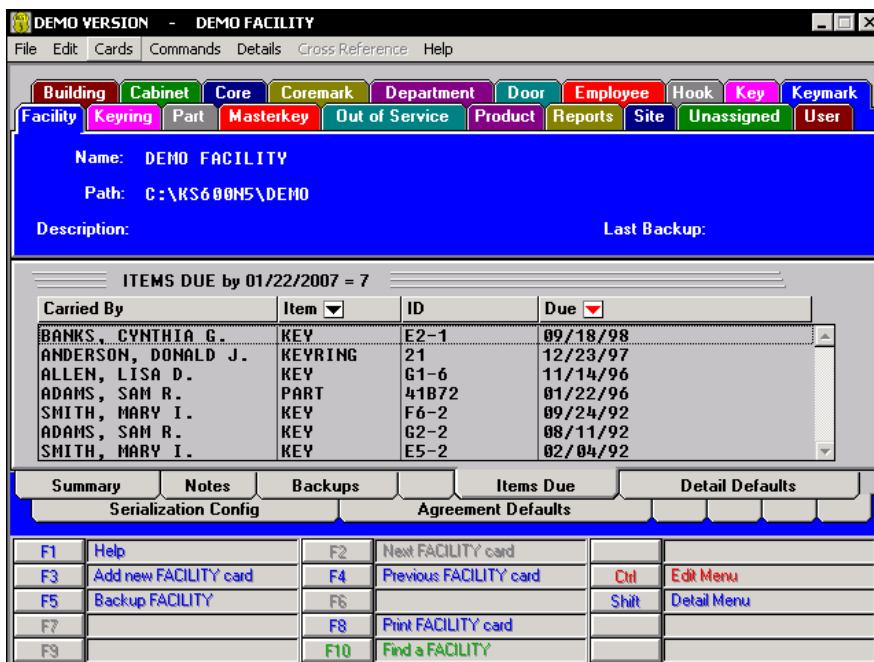 DEMO VERSION - DEMO FACILITY
File Edit Cards Commands Details Cross Reference Help
Building Cabinet Core Coremark Department Door Employee Hook Key Keymark
Facility Keyring Part Masterkey Out of Service Product Reports Site Unassigned User
Name: DEMO FACILITY
Path: C:\KS600N5\DEMO
Description: Last Backup:
ITEMS DUE by 01/22/2007 = 7
Carried By Item ID Due
BANKS, CYNTHIA G. KEY E2-1 09/18/98
ANDERSON, DONALD J. KEYRING 21 12/23/97
ALLEN, LISA D. KEY G1-6 11/14/96
ADAMS, SAM R. PART 41B72 01/22/96
SMITH, MARY I. KEY F6-2 09/24/92
ADAMS, SAM R. KEY G2-2 08/11/92
SMITH, MARY I. KEY E5-2 02/04/92
Summary Notes Backups Items Due Detail Defaults
Serialization Config Agreement Defaults
F1 Help F2 Next FACILITY card
F3 Add new FACILITY card F4 Previous FACILITY card Ctrl Edit Menu
F5 Backup FACILITY F6 Shift Detail Menu
F7 F8 Print FACILITY card
F9 F10 Find a FACILITY